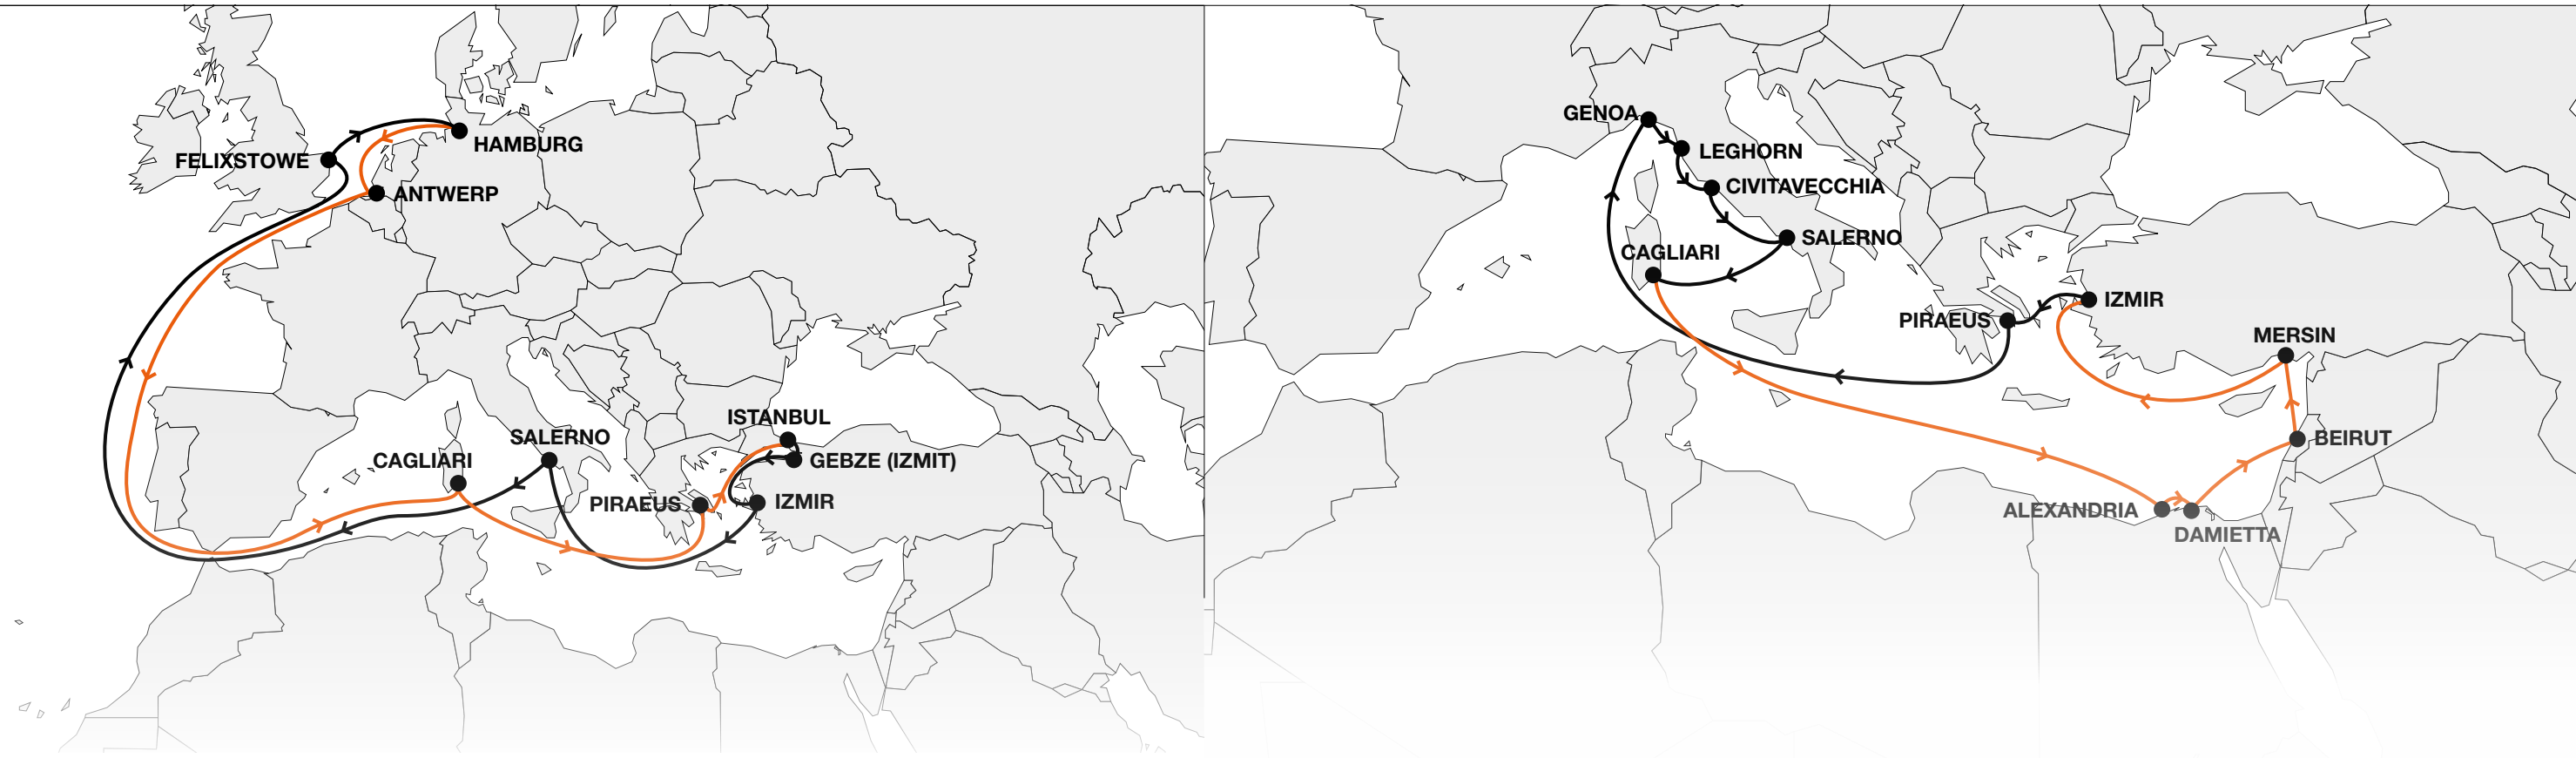 HAMBURG
FELIXSTOWE
ANTWERP
ISTANBUL
SALERNO
CAGLIARI
GEBZE (IZMIT)
PIRAEUS
IZMIR
GENOA
LEGHORN
CIVITAVECCHIA
SALERNO
CAGLIARI
IZMIR
PIRAEUS
MERSIN
BEIRUT
ALEXANDRIA
DAMIETTA